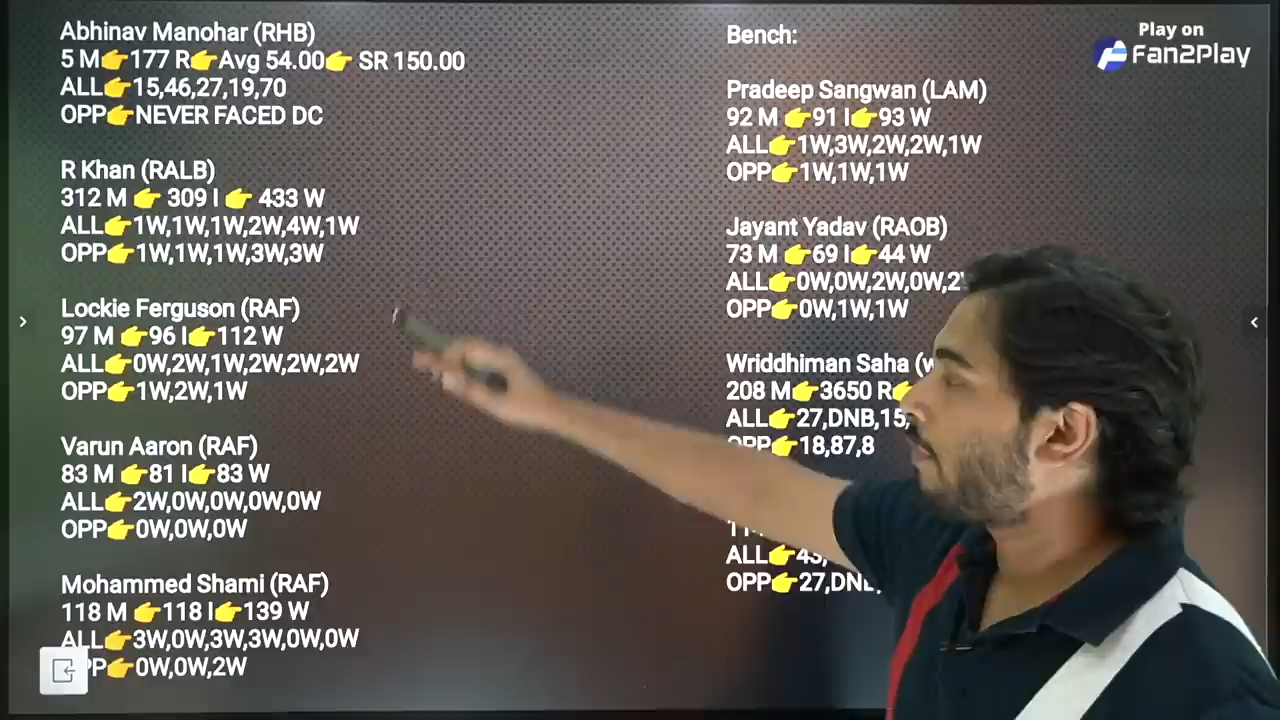 Abhinav Manohar (RHB)
5 M👉177 R👉Avg 54.00👉 SR 150.00
ALL👉15,46,27,19,70
OPP👉NEVER FACED DC
R Khan (RALB)
312 M 👉 309 I 👉 433 W
ALL👉1W,1W,1W,2W,4W,1W
OPP👉1W,1W,1W,3W,3W
Lockie Ferguson (RAF)
97 M 👉96 I👉112 W
ALL👉0W,2W,1W,2W,2W,2W
OPP👉1W,2W,1W
Varun Aaron (RAF)
83 M 👉81 I👉83 W
ALL👉2W,0W,0W,0W,0W
OPP👉0W,0W,0W
Mohammed Shami (RAF)
118 M 👉118 I👉139 W
ALL👉3W,0W,3W,3W,0W,0W
PP👉0W,0W,2W
Bench:
Pradeep Sangwan (LAM)
92 M 👉91 I👉93 W
ALL👉1W,3W,2W,2W,1W
OPP👉1W,1W,1W
Jayant Yadav (RAOB)
73 M 👉69 I👉44 W
ALL👉0W,0W,2W,0W,2
OPP👉0W,1W,1W
Wriddhiman Saha (w
208 M👉3650 R👉
ALL👉27,DNB,15,
OPP👉18,87,8
ALL👉43,
OPP👉27,DNB,
Play on
Fan2Play